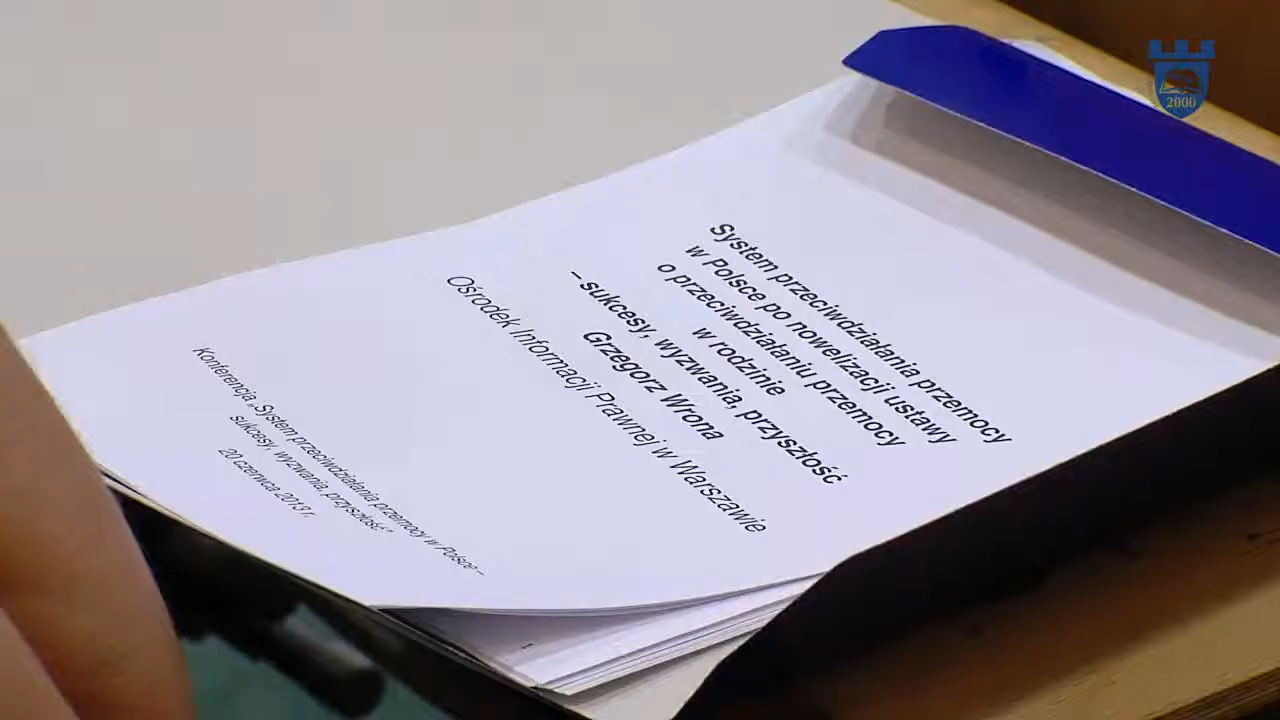 System przeciwdziałania przemocy
w Polsce po nowelizacji ustawy
o przeciwdziałaniu przemocy
w rodzinie
– sukcesy, wyzwania, przyszłość
Grzegorz Wrona
Ośrodek Informacji Prawnej w Warszawie
Konferencja „System przeciwdziałania przemocy w Polsce –
sukcesy, wyzwania, przyszłość”
20 czerwca 2013 r.
2000